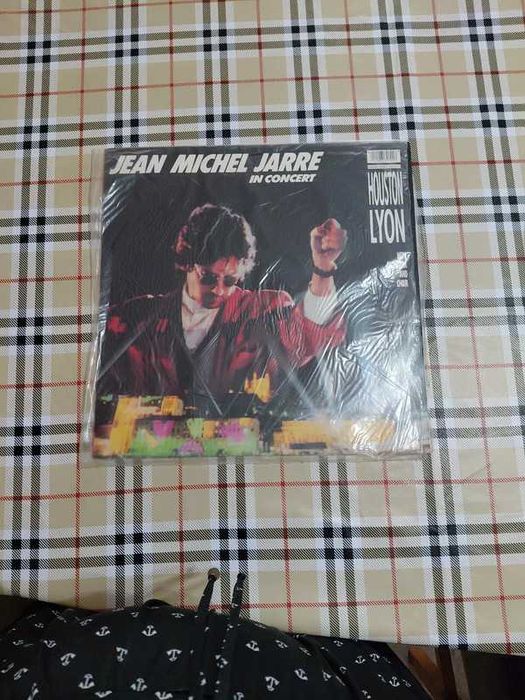 JEAN MICHEL JARRE
IN CONCERT
HOUSTON
LYON